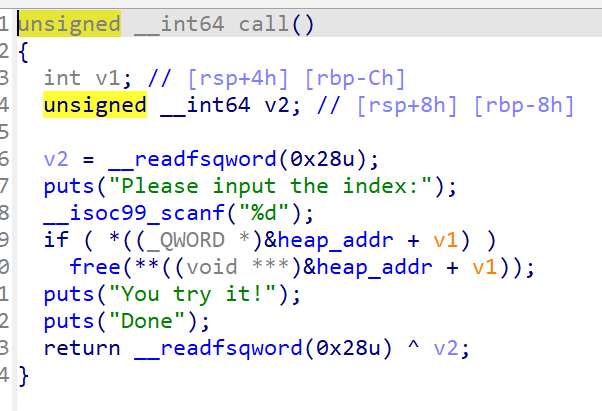 1 unsigned __int64 call()
2 {
3 int v1; // [rsp+4h] [rbp-Ch]
4 unsigned __int64 v2; // [rsp+8h] [rbp-8h]
5
6 v2 = __readfsqword(0x28u);
7 puts("Please input the index:");
8 __isoc99_scanf("%d");
9 if ( *((_QWORD *)&heap_addr + v1) )
0 free(**((void ***)&heap_addr + v1));
1 puts("You try it!");
2 puts("Done");
3 return __readfsqword(0x28u) ^ v2;
4 }